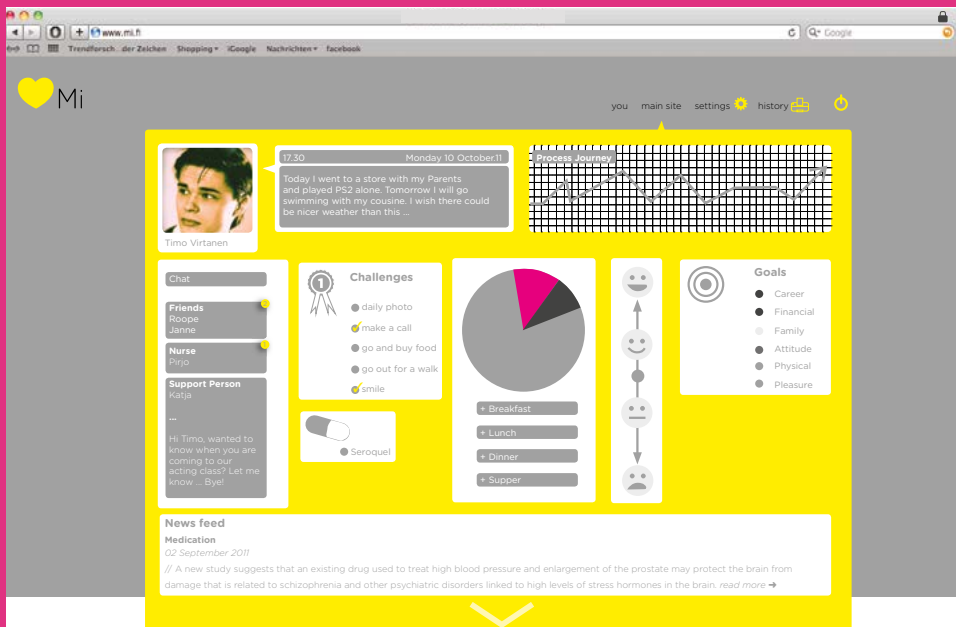 www.mi.fi
Google
Trendforsch...der Zeichen Shopping iGoogle Nachrichten facebook
Mi
you main site settings history
17.30 Monday 10 October.11
Today I went to a store with my Parents
and played PS2 alone. Tomorrow I will go
swimming with my cousine. I wish there could
be nicer weather than this ...
Process Journey
Timo Virtanen
Chat
Friends
Roope
Janne
Nurse
Pirjo
Support Person
Katja
...
Hi Timo, wanted to
know when you are
coming to our
acting class? Let me
know ... Bye!
1
Challenges
daily photo
make a call
go and buy food
go out for a walk
smile
Seroquel
+ Breakfast
+ Lunch
+ Dinner
+ Supper
Goals
Career
Financial
Family
Attitude
Physical
Pleasure
News feed
Medication
02 September 2011
// A new study suggests that an existing drug used to treat high blood pressure and enlargement of the prostate may protect the brain from
damage that is related to schizophrenia and other psychiatric disorders linked to high levels of stress hormones in the brain. read more ➔